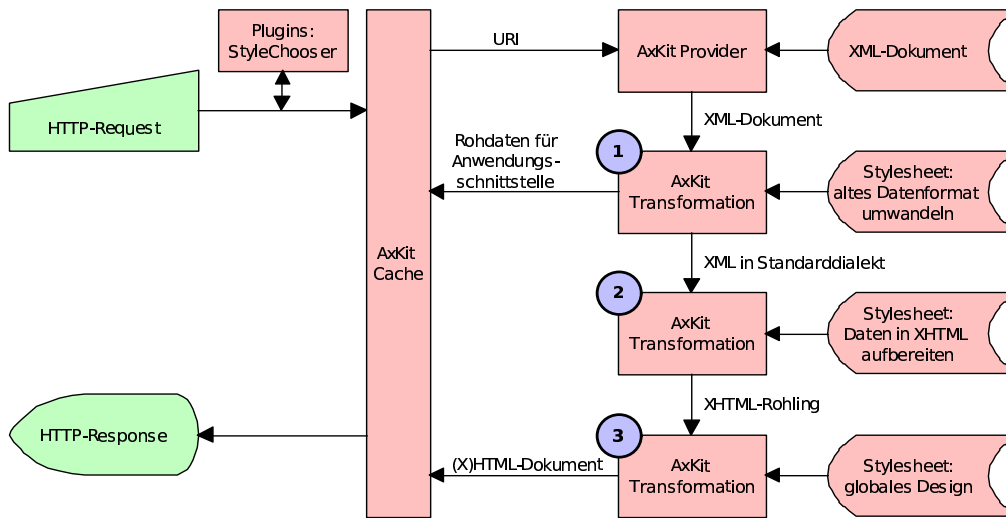 Plugins:
StyleChooser
HTTP-Request
URI
AxKit Provider
XML-Dokument
XML-Dokument
Rohdaten für
Anwendungs-
schnittstelle
1
AxKit
Transformation
Stylesheet:
altes Datenformat
umwandeln
AxKit
Cache
XML in Standarddialekt
2
AxKit
Transformation
Stylesheet:
Daten in XHTML
aufbereiten
XHTML-Rohling
HTTP-Response
3
(X)HTML-Dokument
AxKit
Transformation
Stylesheet:
globales Design